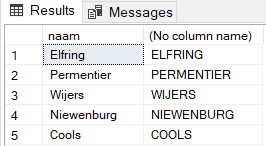 Results Messages
naam (No column name)
1 Elfring ELFRING
2 Permentier PERMENTIER
3 Wijers WIJERS
4 Niewenburg NIEWENBURG
5 Cools COOLS